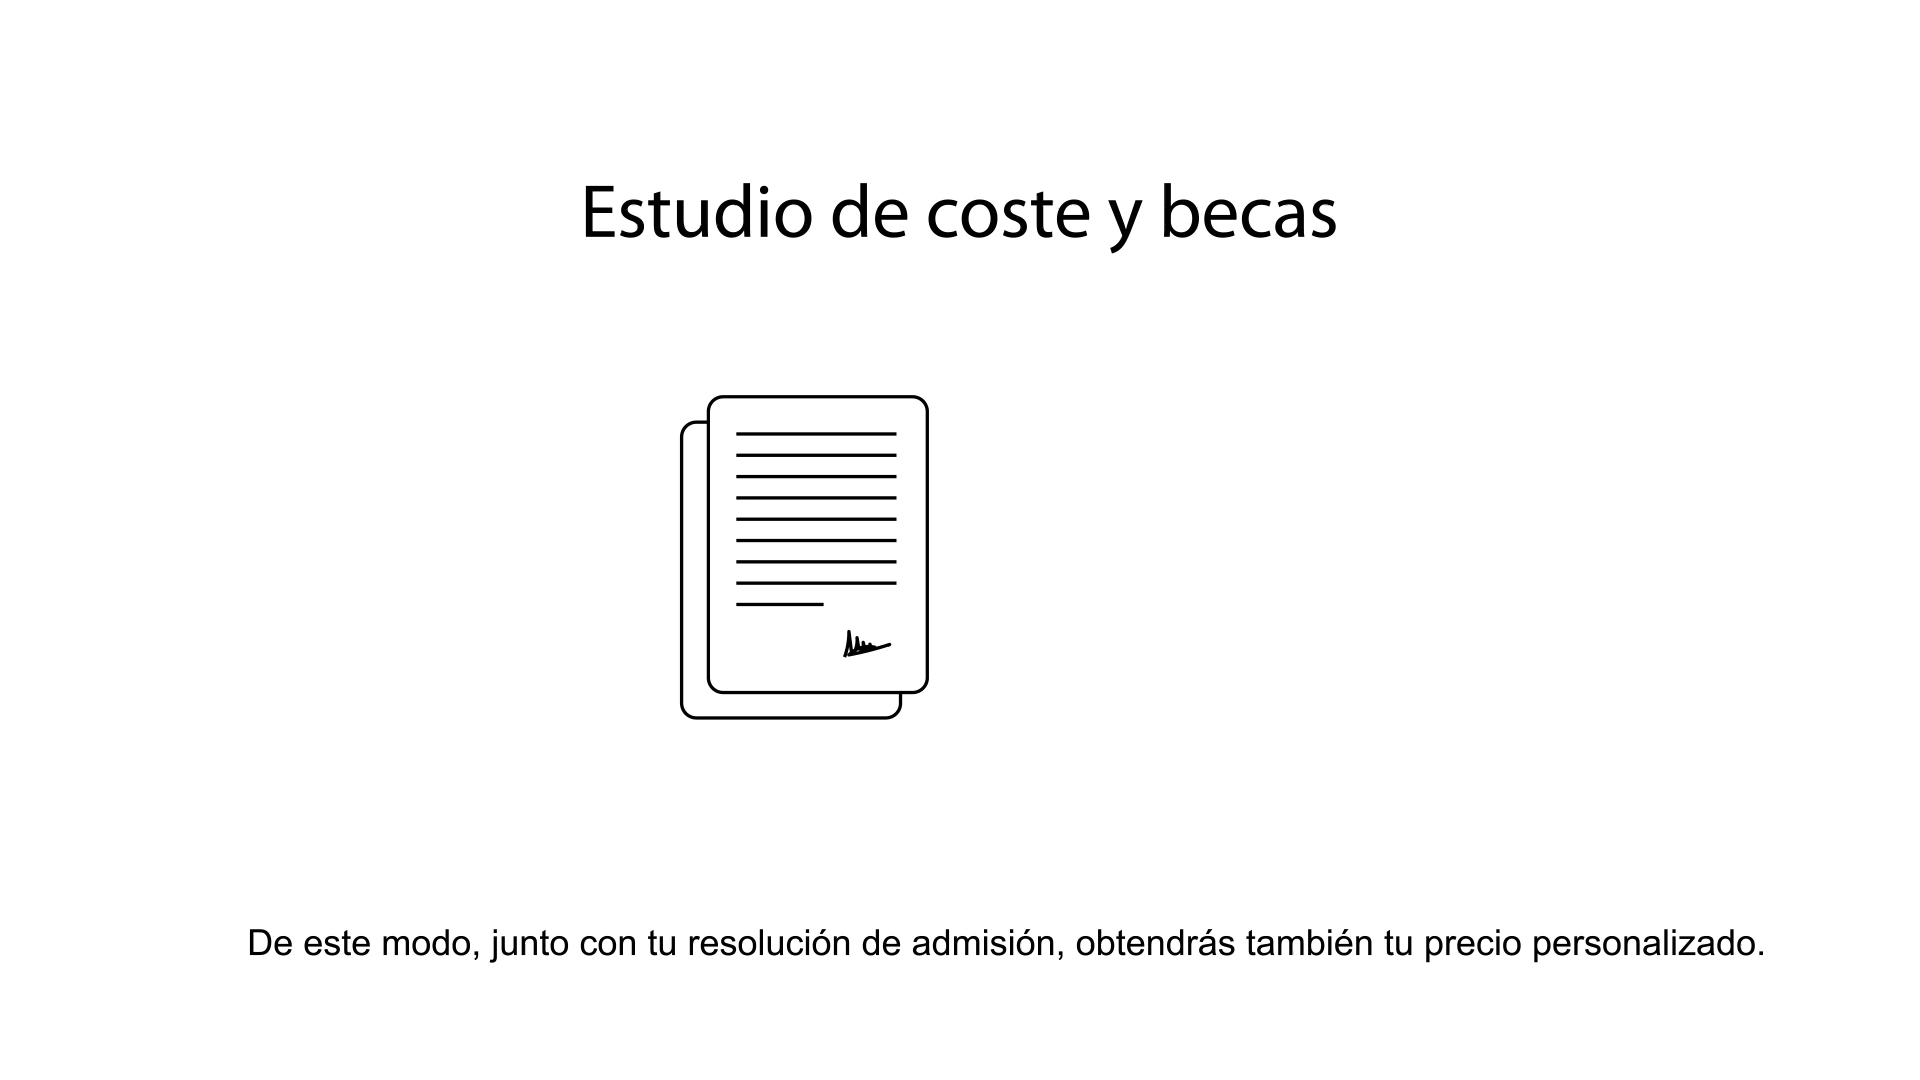 Estudio de coste y becas
De este modo, junto con tu resolución de admisión, obtendrás también tu precio personalizado.